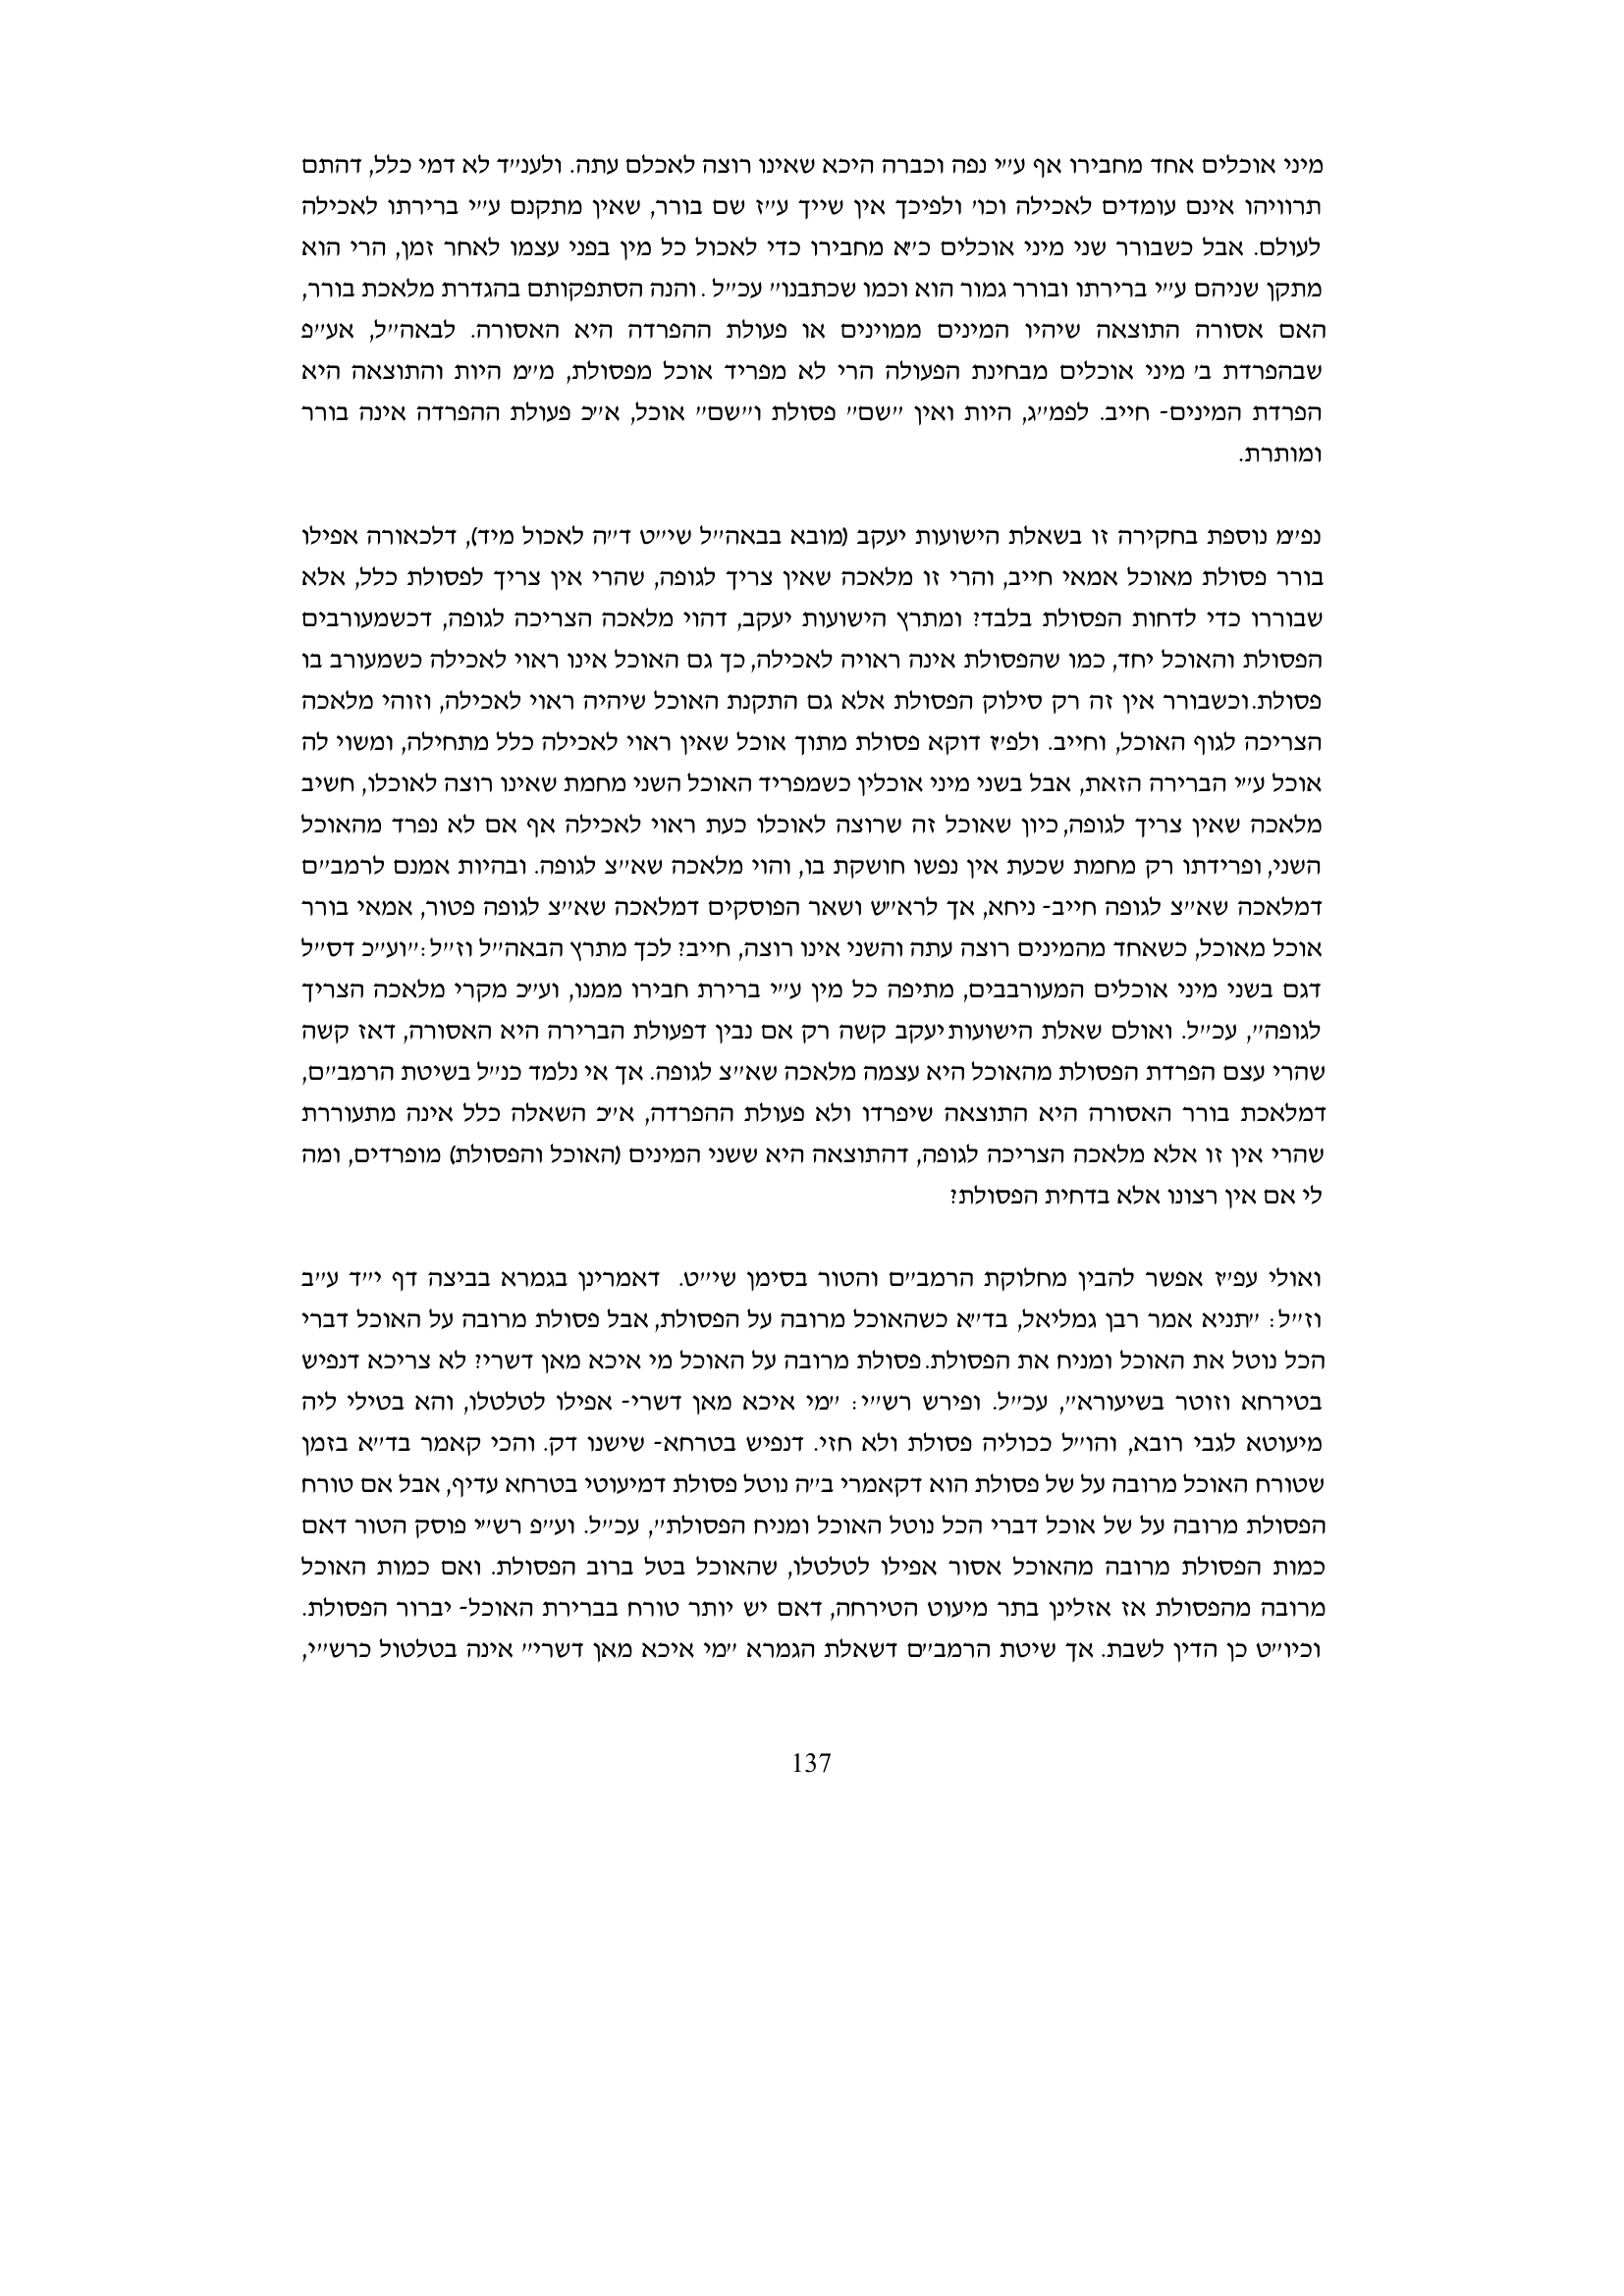 מיני אוכלים אחד מחבירו אף ע״י נפה וכברה היכא שאינו רוצה לאכלם עתה. ולענ״ד לא דמי כלל, דהתם
תרוויהו אינם עומדים לאכילה וכו׳ ולפיכך אין שייך ע״ז שם בורר, שאין מתקנם ע״י ברירתו לאכילה
לעולם. אבל כשבורר שני מיני אוכלים כ״א מחבירו כדי לאכול כל מין בפני עצמו לאחר זמן, הרי הוא
מתקן שניהם ע״י ברירתו ובורר גמור הוא וכמו שכתבנו״ עכ״ל. והנה הסתפקותם בהגדרת מלאכת בורר,
האם אסורה התוצאה שיהיו המינים ממוינים או פעולת ההפרדה היא האסורה. לבאה״ל, אע״פ
שבהפרדת ב׳ מיני אוכלים מבחינת הפעולה הרי לא מפריד אוכל מפסולת, מ״מ היות והתוצאה היא
הפרדת המינים- חייב. לפמ״ג, היות ואין ״שם״ פסולת ו״שם״ אוכל, א״כ פעולת ההפרדה אינה בורר
ומותרת.
נפ״מ נוספת בחקירה זו בשאלת הישועות יעקב (מובא בבאה״ל שי״ט ד״ה לאכול מיד), דלכאורה אפילו
בורר פסולת מאוכל אמאי חייב, והרי זו מלאכה שאין צריך לגופה, שהרי אין צריך לפסולת כלל, אלא
שבוררו כדי לדחות הפסולת בלבד? ומתרץ הישועות יעקב, דהוי מלאכה הצריכה לגופה, דכשמעורבים
הפסולת והאוכל יחד, כמו שהפסולת אינה ראויה לאכילה, כך גם האוכל אינו ראוי לאכילה כשמעורב בו
פסולת. וכשבורר אין זה רק סילוק הפסולת אלא גם התקנת האוכל שיהיה ראוי לאכילה, וזוהי מלאכה
הצריכה לגוף האוכל, וחייב. ולפ״ז דוקא פסולת מתוך אוכל שאין ראוי לאכילה כלל מתחילה, ומשוי לה
אוכל ע״י הברירה הזאת, אבל בשני מיני אוכלין כשמפריד האוכל השני מחמת שאינו רוצה לאוכלו, חשיב
מלאכה שאין צריך לגופה, כיון שאוכל זה שרוצה לאוכלו כעת ראוי לאכילה אף אם לא נפרד מהאוכל
השני, ופרידתו רק מחמת שכעת אין נפשו חושקת בו, והוי מלאכה שא״צ לגופה. ובהיות אמנם לרמב״ם
דמלאכה שא״צ לגופה חייב- ניחא, אך לרא״ש ושאר הפוסקים דמלאכה שא״צ לגופה פטור, אמאי בורר
אוכל מאוכל, כשאחד מהמינים רוצה עתה והשני אינו רוצה, חייב? לכך מתרץ הבאה״ל וז״ל: ״וע״כ דס״ל
דגם בשני מיני אוכלים המעורבבים, מתיפה כל מין ע״י ברירת חבירו ממנו, וע״כ מקרי מלאכה הצריך
לגופה״, עכ״ל. ואולם שאלת הישועות יעקב קשה רק אם נבין דפעולת הברירה היא האסורה, דאז קשה
שהרי עצם הפרדת הפסולת מהאוכל היא עצמה מלאכה שא״צ לגופה. אך אי נלמד כנ״ל בשיטת הרמב״ם,
דמלאכת בורר האסורה היא התוצאה שיפרדו ולא פעולת ההפרדה, א״כ השאלה כלל אינה מתעוררת
שהרי אין זו אלא מלאכה הצריכה לגופה, דהתוצאה היא ששני המינים (האוכל והפסולת) מופרדים, ומה
לי אם אין רצונו אלא בדחית הפסולת?
ואולי עפ״ז אפשר להבין מחלוקת הרמב״ם והטור בסימן שי״ט. דאמרינן בגמרא בביצה דף י״ד ע״ב
וז״ל: ״תניא אמר רבן גמליאל, בד״א כשהאוכל מרובה על הפסולת, אבל פסולת מרובה על האוכל דברי
הכל נוטל את האוכל ומניח את הפסולת. פסולת מרובה על האוכל מי איכא מאן דשרי? לא צריכא דנפיש
בטירחא וזוטר בשיעורא״, עכ״ל. ופירש רש״י: ״מי איכא מאן דשרי- אפילו לטלטלו, והא בטילי ליה
מיעוטא לגבי רובא, והו״ל ככוליה פסולת ולא חזי. דנפיש בטרחא- שישנו דק. והכי קאמר בד״א בזמן
שטורח האוכל מרובה על של פסולת הוא דקאמרי ב״ה נוטל פסולת דמיעוטי בטרחא עדיף, אבל אם טורח
הפסולת מרובה על של אוכל דברי הכל נוטל האוכל ומניח הפסולת״, עכ״ל. וע״פ רש״י פוסק הטור דאם
כמות הפסולת מרובה מהאוכל אסור אפילו לטלטלו, שהאוכל בטל ברוב הפסולת. ואם כמות האוכל
מרובה מהפסולת אז אזלינן בתר מיעוט הטירחה, דאם יש יותר טורח בברירת האוכל- יברור הפסולת.
וכיו״ט כן הדין לשבת. אך שיטת הרמב״ם דשאלת הגמרא ״מי איכא מאן דשרי״ אינה בטלטול כרש״י,
137